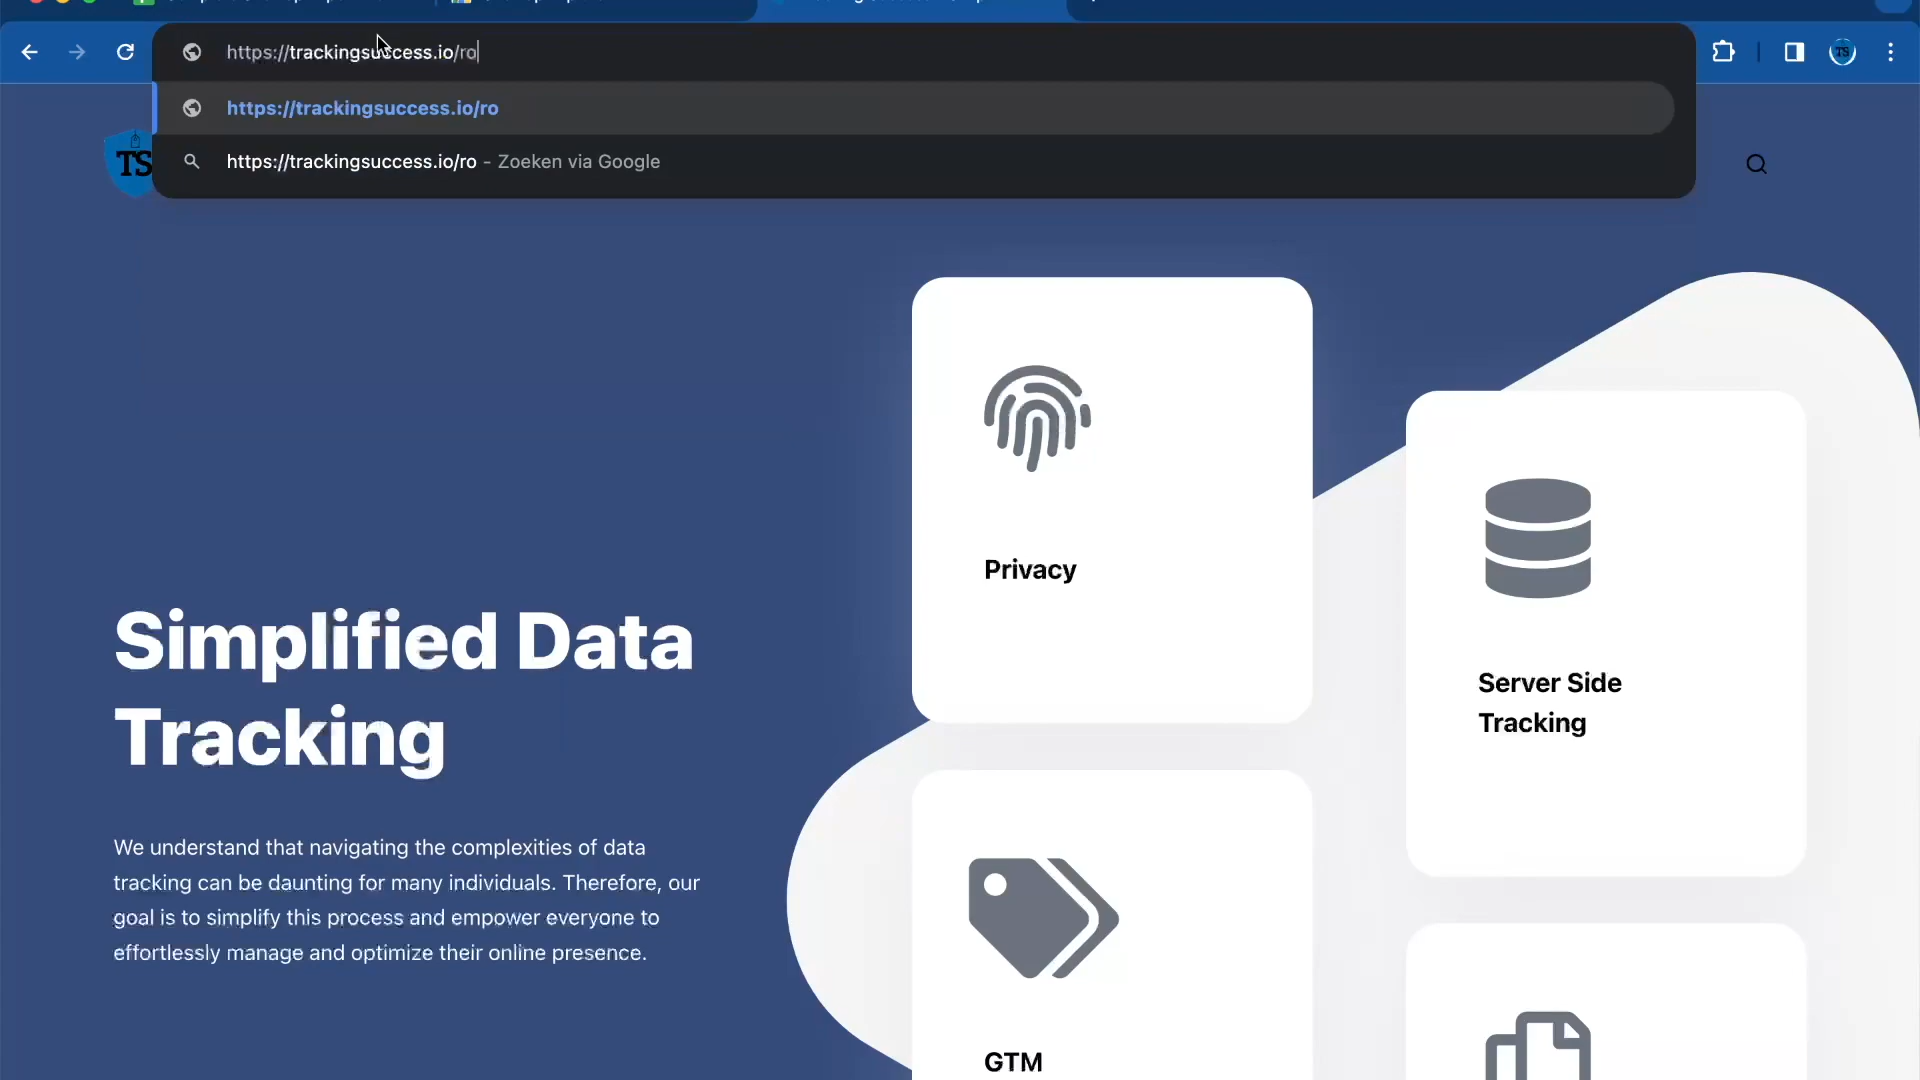 https://trackingsuccess.io/ro
TS
https://trackingsuccess.io/ro
https://trackingsuccess.io/ro - Zoeken via Google
TS
Privacy
Server Side
Tracking
Simplified Data
Tracking
We understand that navigating the complexities of data
tracking can be daunting for many individuals. Therefore, our
goal is to simplify this process and empower everyone to
effortlessly manage and optimize their online presence.
GTM